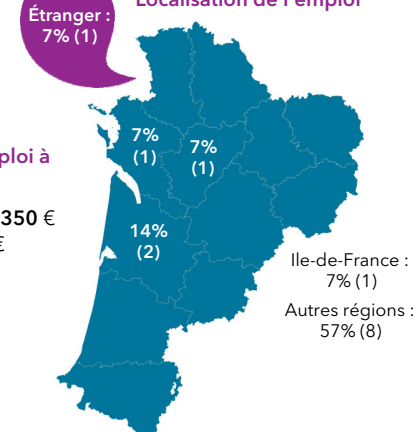 Localisation de l'emploi
Étranger :
7% (1)
7%
(1)
7%
(1)
ploi à
350 €
€
14%
(2)
Ile-de-France :
7% (1)
Autres régions :
57% (8)